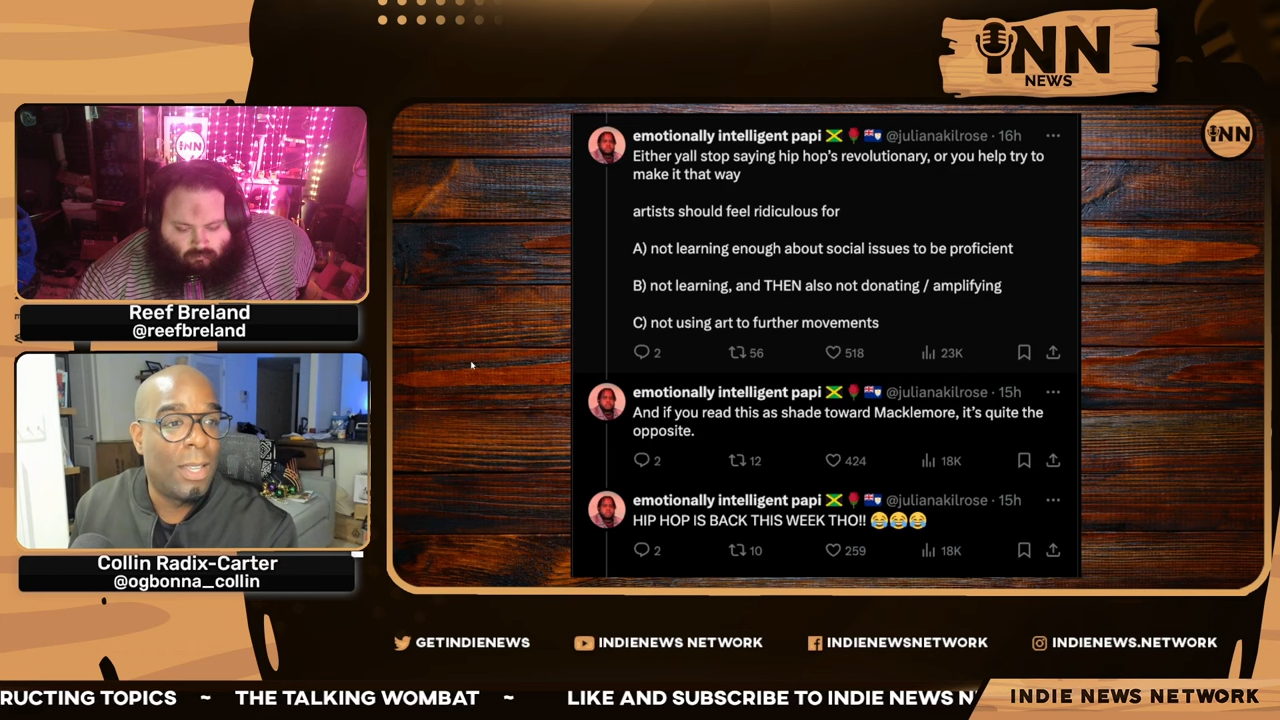 INN
NEWS
INN
INN
Reef Breland
@reefbreland
Collin Radix-Carter
@ogbonna_collin
emotionally intelligent papi 🇯🇲🌹🇦🇮 @julianakilrose · 16h
Either yall stop saying hip hop's revolutionary, or you help try to
make it that way
artists should feel ridiculous for
A) not learning enough about social issues to be proficient
B) not learning, and THEN also not donating / amplifying
C) not using art to further movements
2 56 518 23K
emotionally intelligent papi 🇯🇲🌹🇦🇮 @julianakilrose · 15h
And if you read this as shade toward Macklemore, it's quite the
opposite.
2 12 424 18K
emotionally intelligent papi 🇯🇲🌹🇦🇮 @julianakilrose · 15h
HIP HOP IS BACK THIS WEEK THO!! 😂😂😂
2 10 259 18K
GETINDIENEWS INDIENEWS NETWORK INDIENEWSNETWORK INDIENEWS.NETWORK
RUCTING TOPICS ~ THE TALKING WOMBAT ~ LIKE AND SUBSCRIBE TO INDIE NEWS N
INDIE NEWS NETWORK